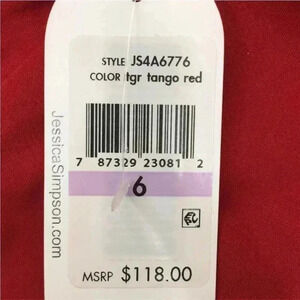 STYLE JS4A6776
COLOR tgr tango red
7 87329 23081 2
6
MSRP $118.00
JessicaSimpson.com